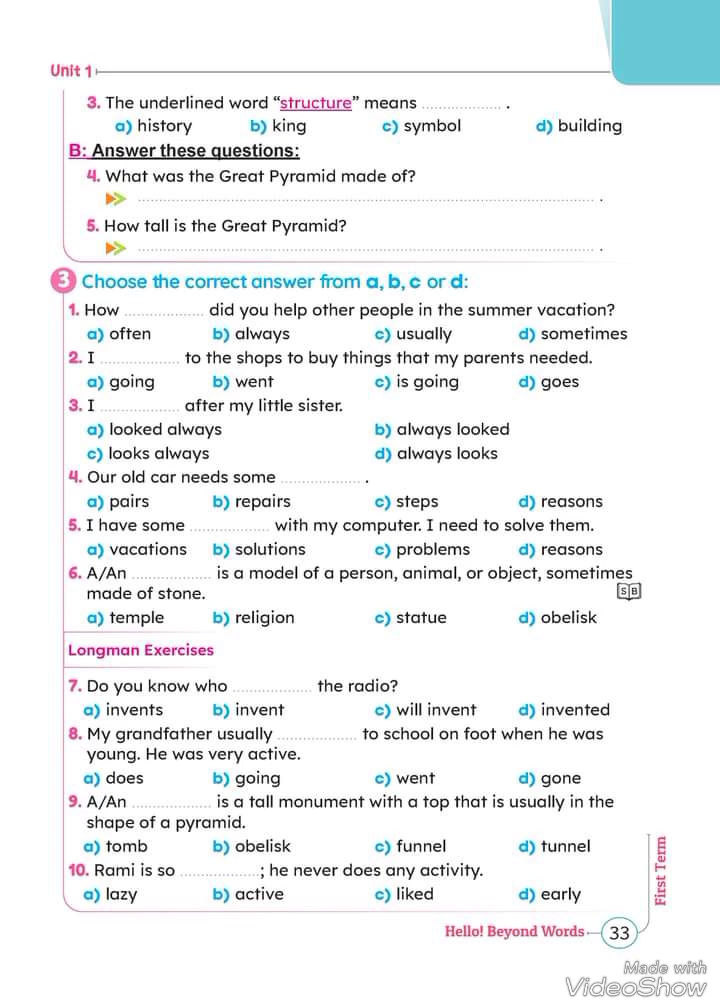 Unit 1
3. The underlined word “structure” means .................... .
a) history b) king c) symbol d) building
B: Answer these questions:
4. What was the Great Pyramid made of?
.................................................................................................................... .
5. How tall is the Great Pyramid?
.................................................................................................................... .
3 Choose the correct answer from a, b, c or d:
1. How .................... did you help other people in the summer vacation?
a) often b) always c) usually d) sometimes
2. I .................... to the shops to buy things that my parents needed.
a) going b) went c) is going d) goes
3. I .................... after my little sister.
a) looked always b) always looked
c) looks always d) always looks
4. Our old car needs some .................... .
a) pairs b) repairs c) steps d) reasons
5. I have some .................... with my computer. I need to solve them.
a) vacations b) solutions c) problems d) reasons
6. A/An .................... is a model of a person, animal, or object, sometimes
made of stone.
S B
a) temple b) religion c) statue d) obelisk
Longman Exercises
7. Do you know who .................... the radio?
a) invents b) invent c) will invent d) invented
8. My grandfather usually .................... to school on foot when he was
young. He was very active.
a) does b) going c) went d) gone
9. A/An .................... is a tall monument with a top that is usually in the
shape of a pyramid.
a) tomb b) obelisk c) funnel d) tunnel
10. Rami is so ....................; he never does any activity.
a) lazy b) active c) liked d) early
First Term
Hello! Beyond Words 33
Made with
VideoShow